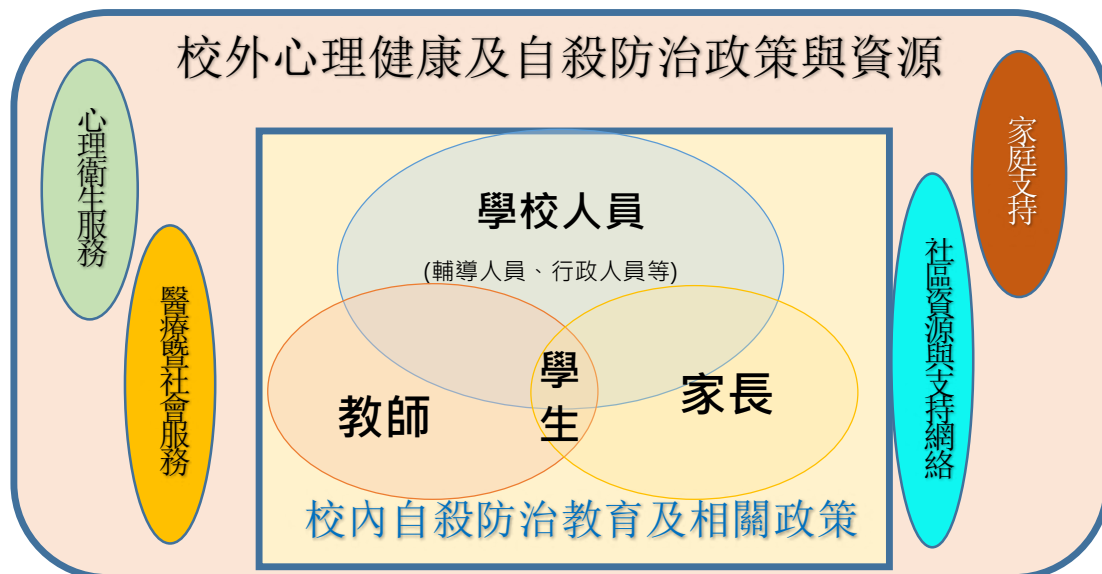 校外心理健康及自殺防治政策與資源
心理衛生服務
醫療暨社會服務
學校人員
(輔導人員、行政人員等)
教師
學生
家長
校內自殺防治教育及相關政策
社區資源與支持網絡
家庭支持